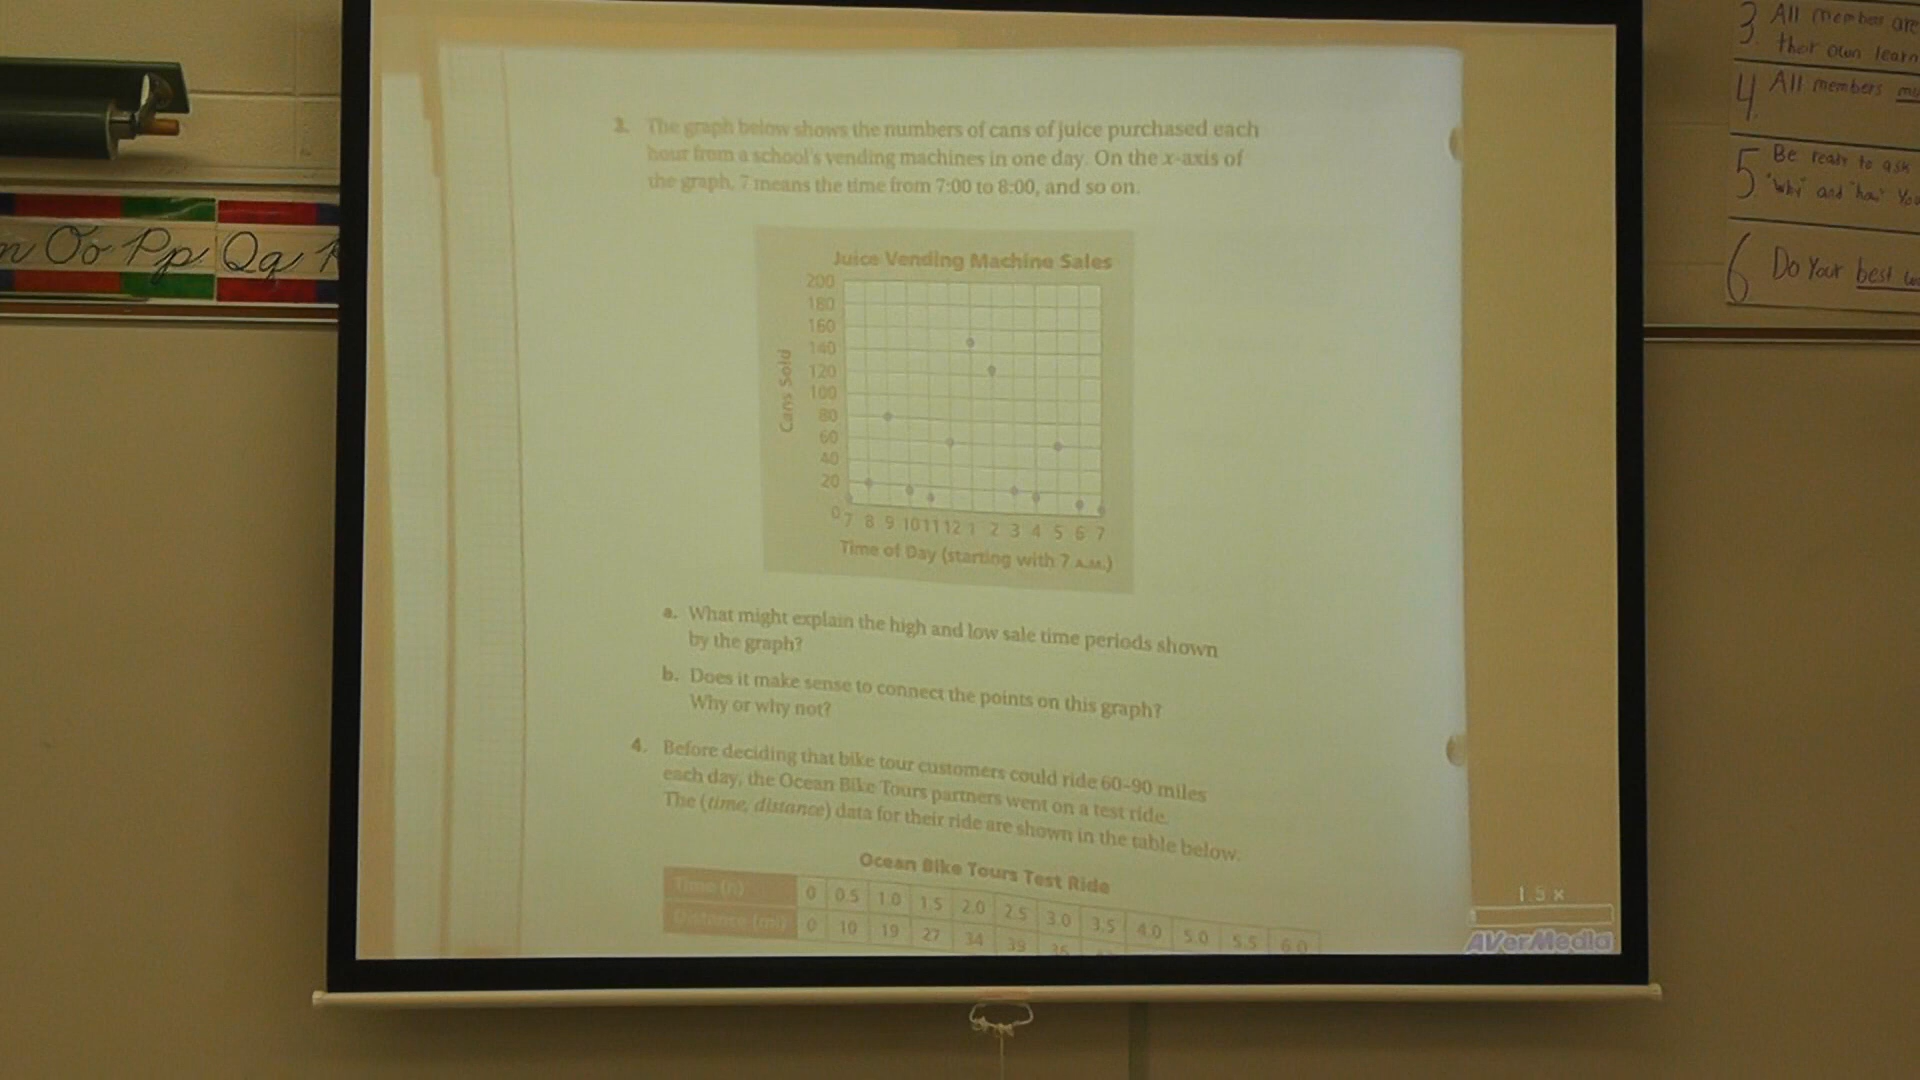 Oo Pp Qq
3. All members are
their own learn
4. All members
5. Be ready to ask
"why" and "how" You
6 Do Your best
The graph below shows the numbers of cans of juice purchased each
hour from a school's vending machines in one day. On the x-axis of
the graph, 7 means the time from 7:00 to 8:00, and so on.
Juice Vending Machine Sales
200
180
160
140
120
100
80
60
40
20
0
Cans Sold
7 8 9 10 11 12 1 2 3 4 5 6 7
Time of Day (starting with 7 A.M.)
a. What might explain the high and low sale time periods shown
by the graph?
b. Does it make sense to connect the points on this graph?
Why or why not?
4. Before deciding that bike tour customers could ride 60–90 miles
each day, the Ocean Bike Tours partners went on a test ride.
The (time, distance) data for their ride are shown in the table below.
Ocean Bike Tours Test Ride
Time (h) 0 0.5 1.0 1.5 2.0 2.5 3.0 3.5 4.0 5.0 5.5 6.0
Distance (mi) 0 10 19 27 34 39 36
1.5 x
AVerMedia